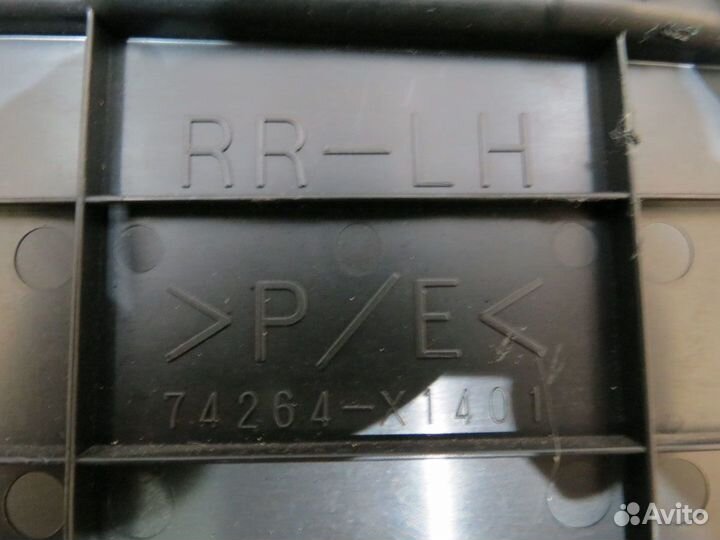 RR-LH
>P/E<
74264-X1401
Avito